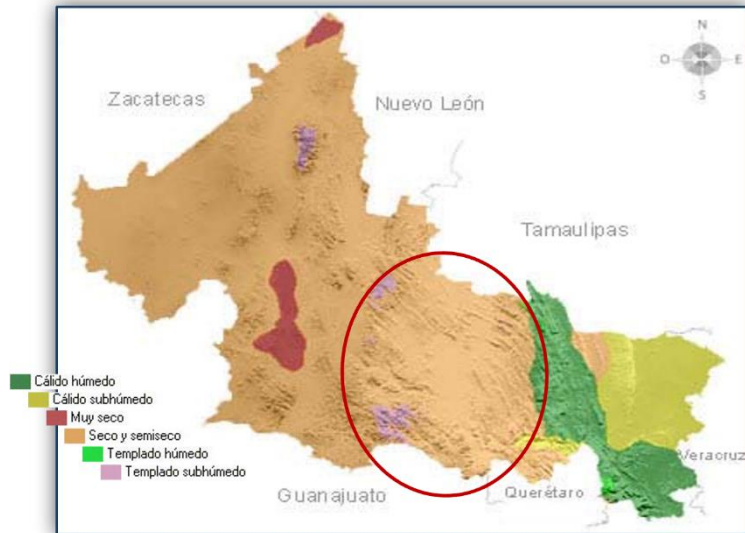 N
O
E
S
Zacatecas
Nuevo León
Tamaulipas
Cálido húmedo
Cálido subhúmedo
Muy seco
Seco y semiseco
Templado húmedo
Templado subhúmedo
Veracruz
Guanajuato
Querétaro